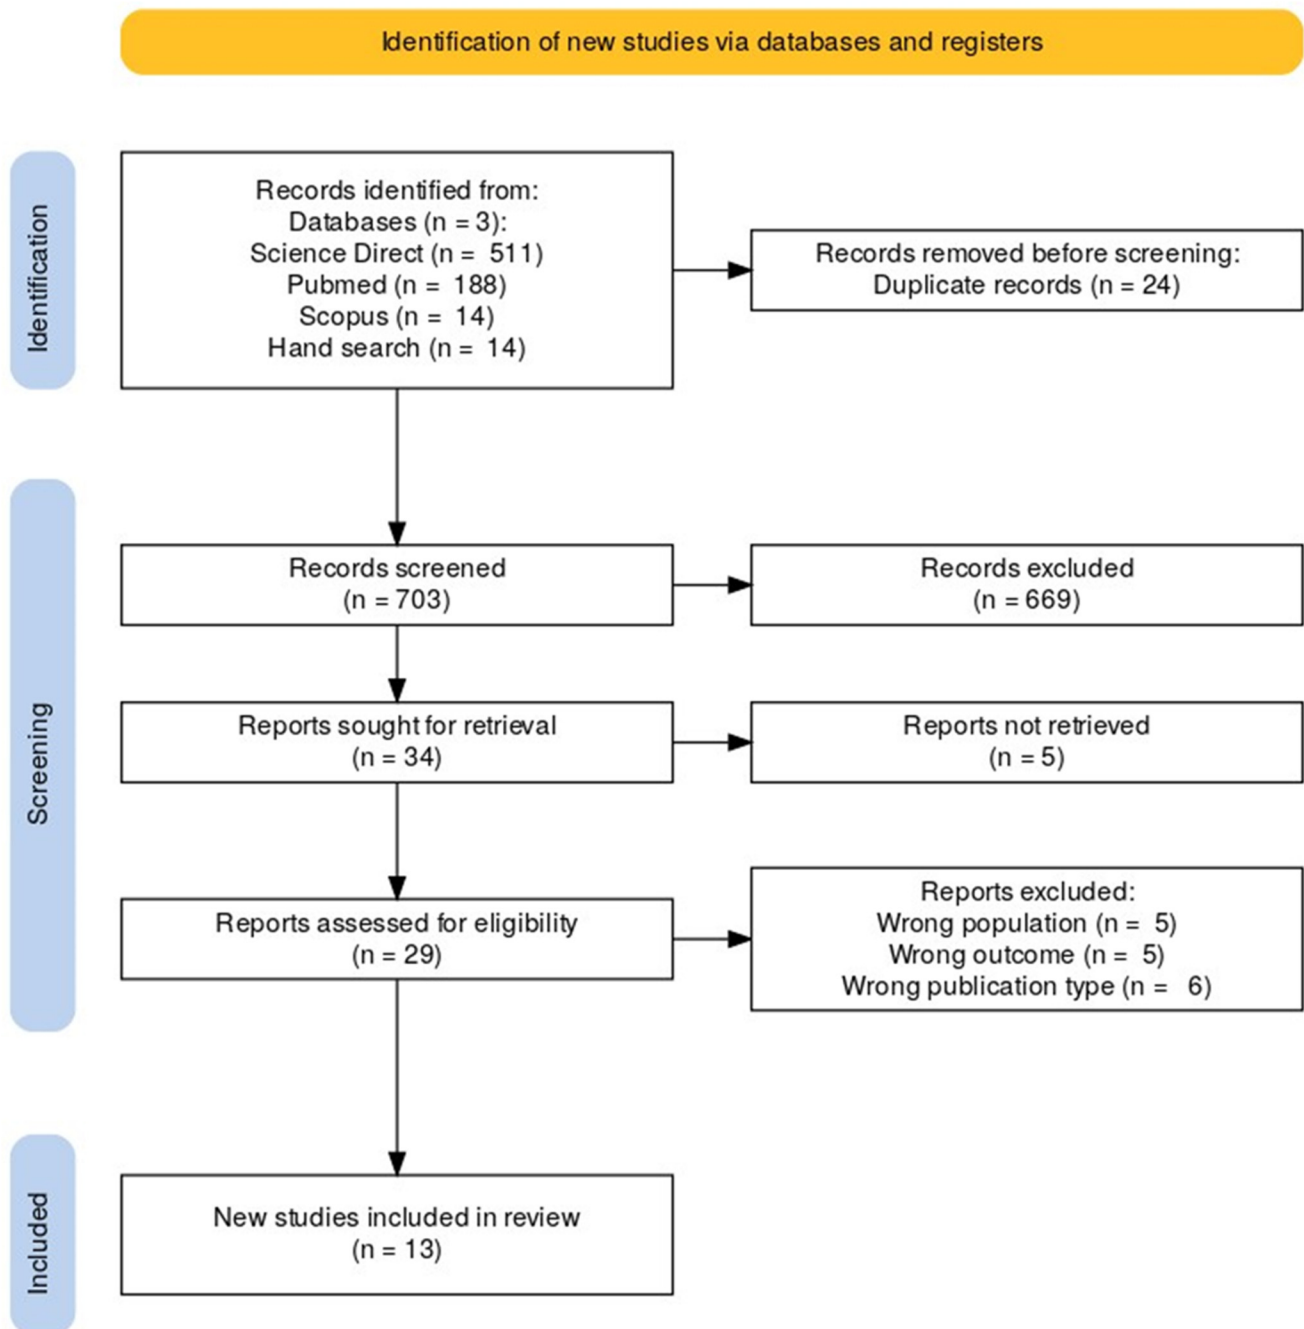 Identification of new studies via databases and registers
Identification
Records identified from:
Databases (n = 3):
Science Direct (n = 511)
Pubmed (n = 188)
Scopus (n = 14)
Hand search (n = 14)
Records removed before screening:
Duplicate records (n = 24)
Screening
Records screened
(n = 703)
Records excluded
(n = 669)
Reports sought for retrieval
(n = 34)
Reports not retrieved
(n = 5)
Reports assessed for eligibility
(n = 29)
Reports excluded:
Wrong population (n = 5)
Wrong outcome (n = 5)
Wrong publication type (n = 6)
Included
New studies included in review
(n = 13)